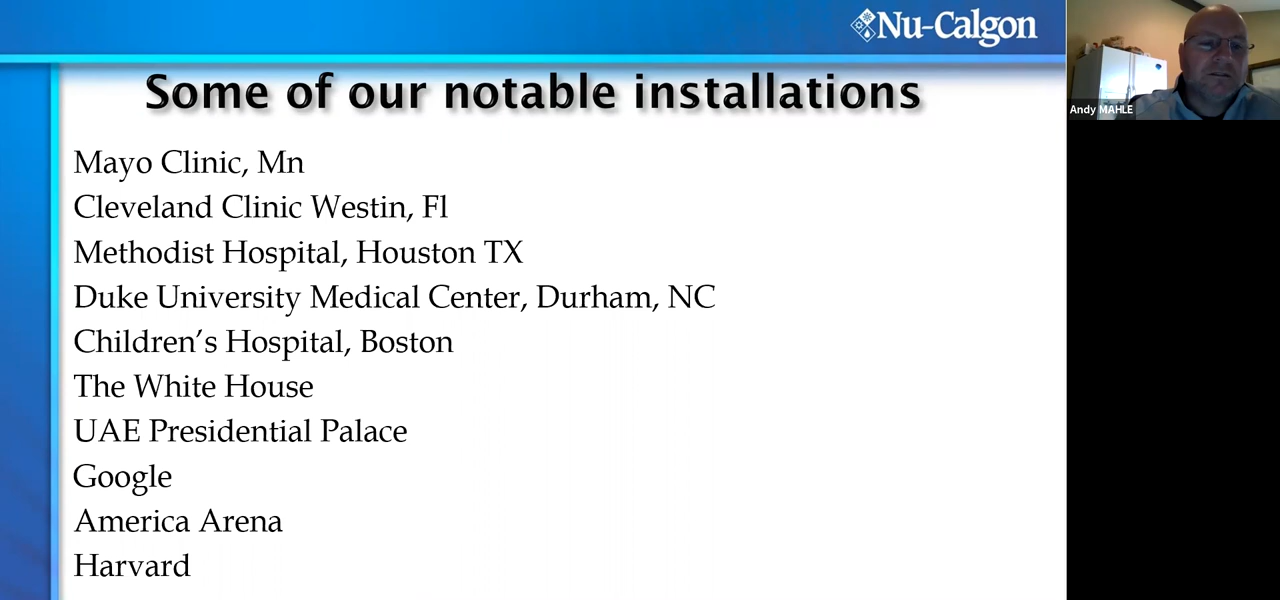 Nu-Calgon
Some of our notable installations
Andy MAHLE
Mayo Clinic, Mn
Cleveland Clinic Westin, Fl
Methodist Hospital, Houston TX
Duke University Medical Center, Durham, NC
Children’s Hospital, Boston
The White House
UAE Presidential Palace
Google
America Arena
Harvard